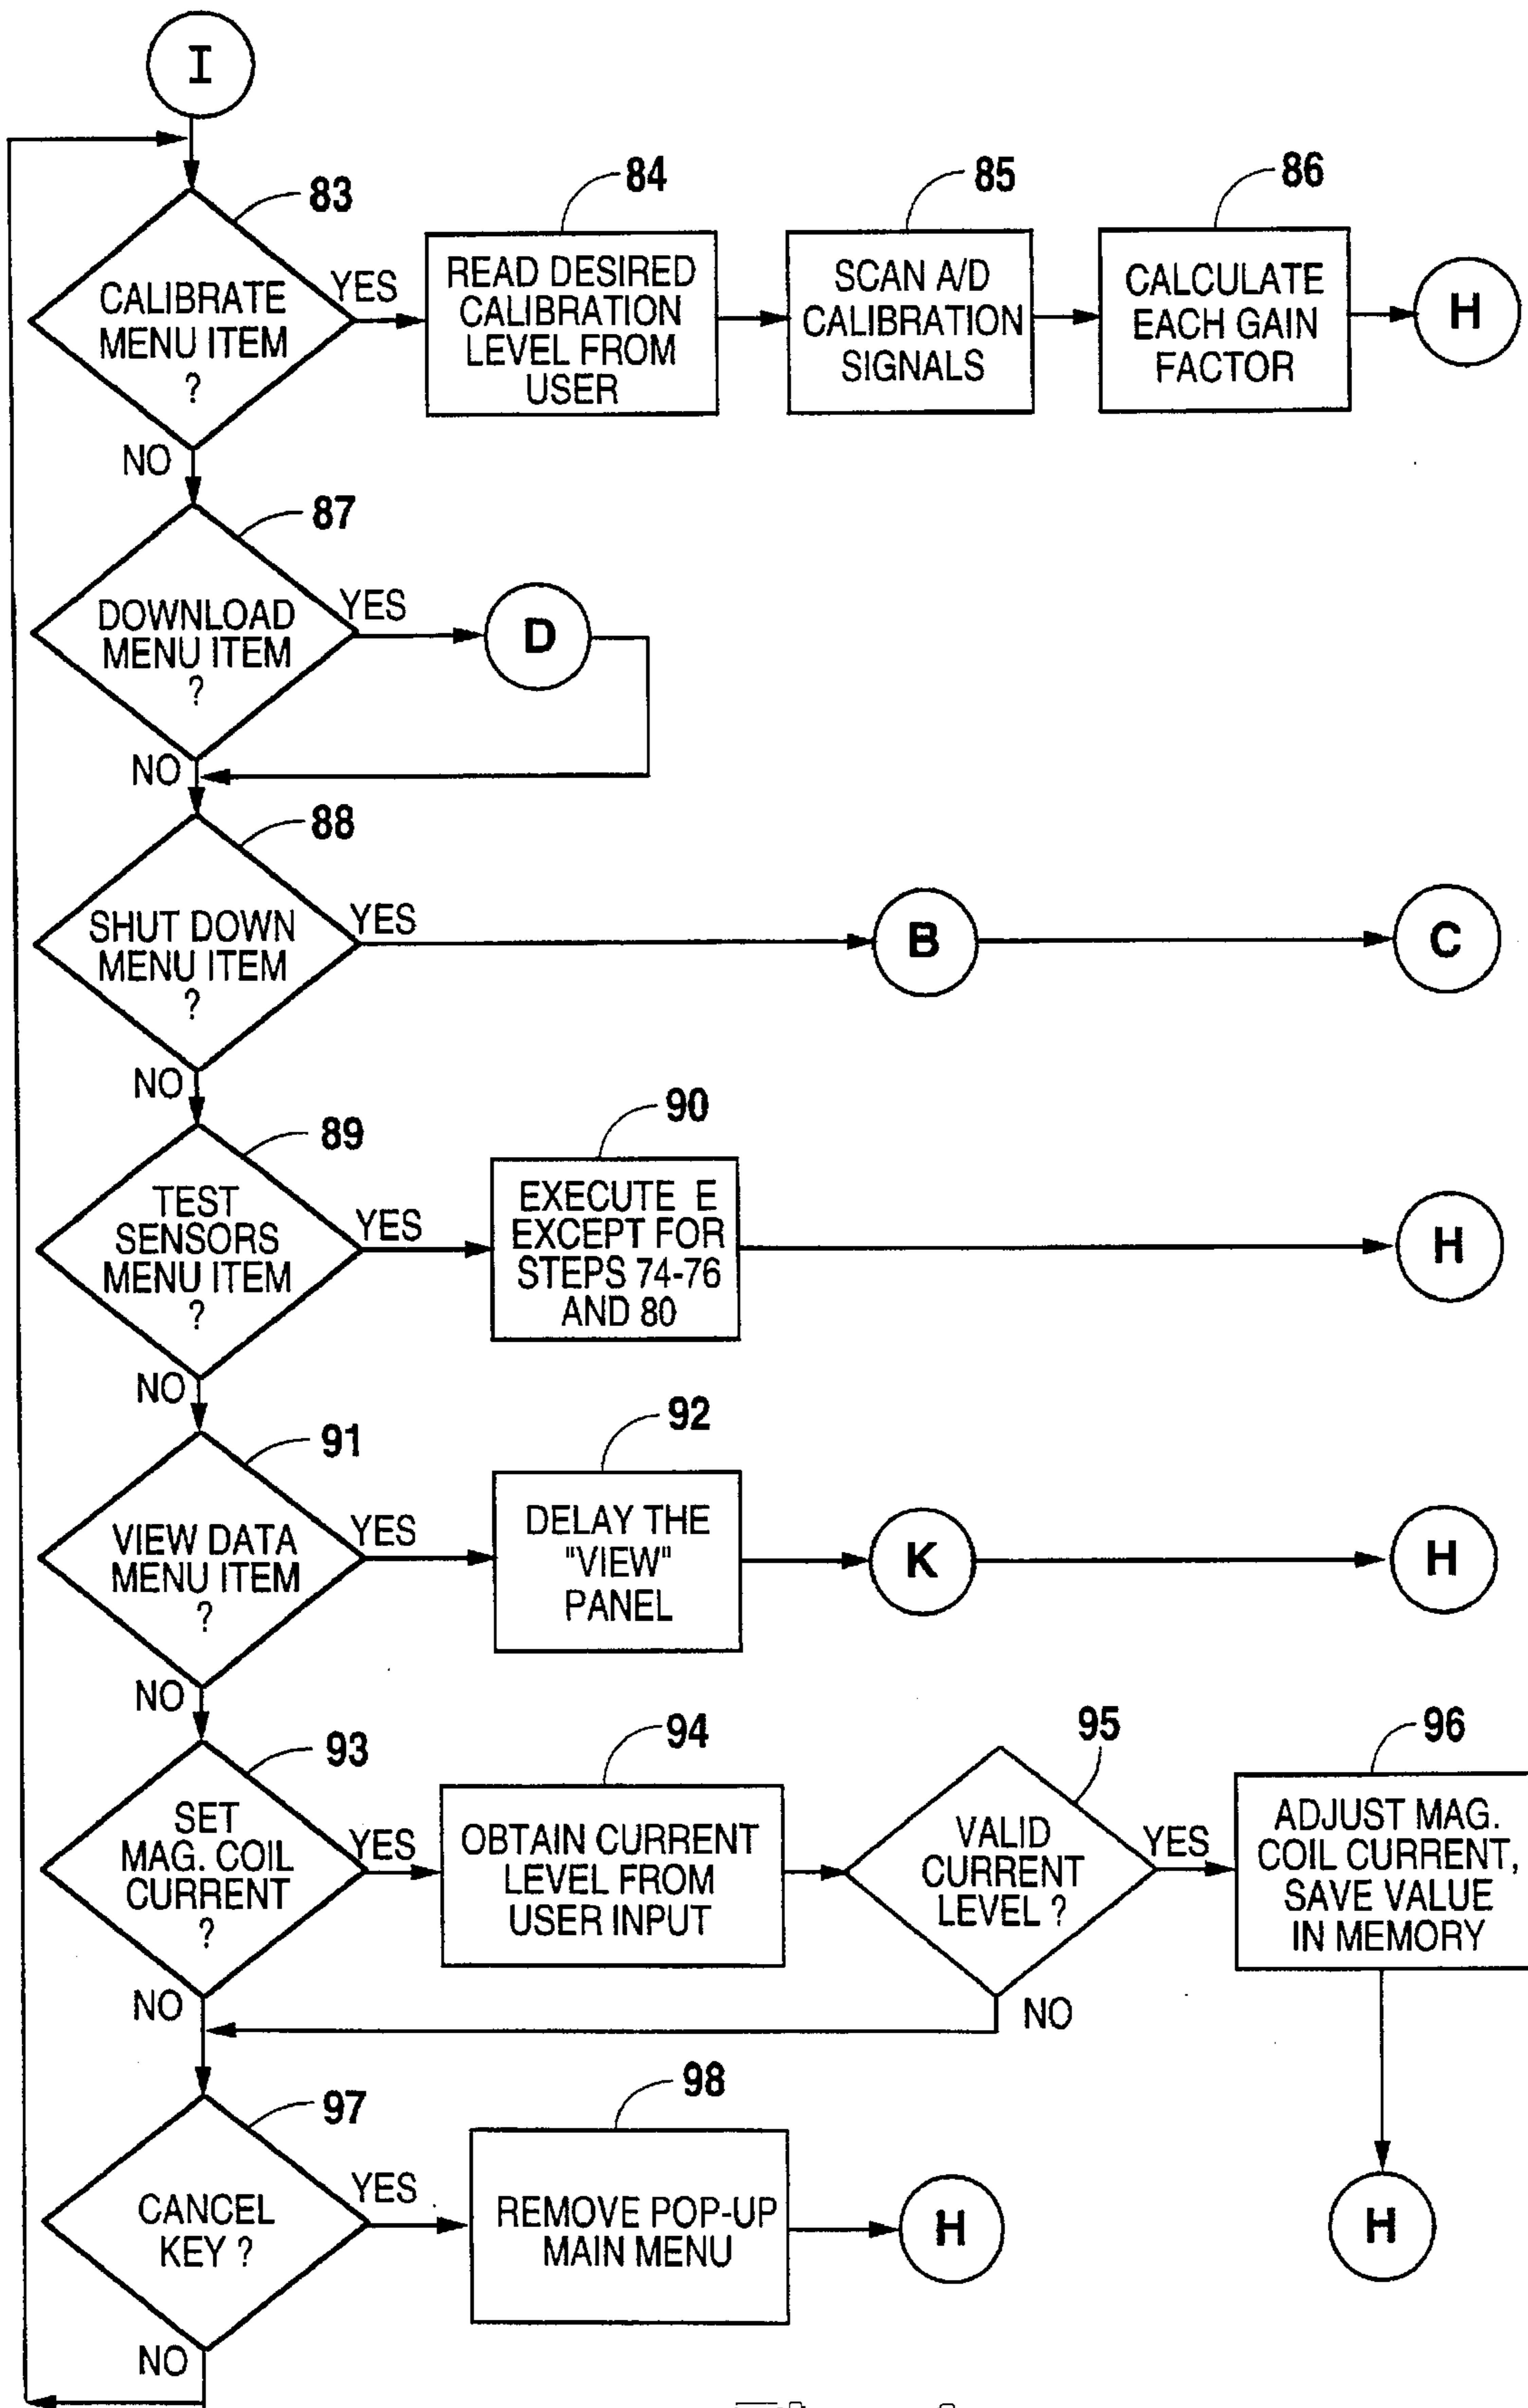 I
83
84
85
86
CALIBRATE
MENU ITEM
?
YES
READ DESIRED
CALIBRATION
LEVEL FROM
USER
SCAN A/D
CALIBRATION
SIGNALS
CALCULATE
EACH GAIN
FACTOR
H
NO
87
DOWNLOAD
MENU ITEM
?
YES
D
NO
88
SHUT DOWN
MENU ITEM
?
YES
B
C
NO
89
90
TEST
SENSORS
MENU ITEM
?
YES
EXECUTE E
EXCEPT FOR
STEPS 74-76
AND 80
H
NO
91
92
VIEW DATA
MENU ITEM
?
YES
DELAY THE
"VIEW"
PANEL
K
H
NO
93
94
95
96
SET
MAG. COIL
CURRENT
?
YES
OBTAIN CURRENT
LEVEL FROM
USER INPUT
VALID
CURRENT
LEVEL ?
YES
ADJUST MAG.
COIL CURRENT,
SAVE VALUE
IN MEMORY
NO
NO
97
98
CANCEL
KEY ?
YES
REMOVE POP-UP
MAIN MENU
H
H
NO